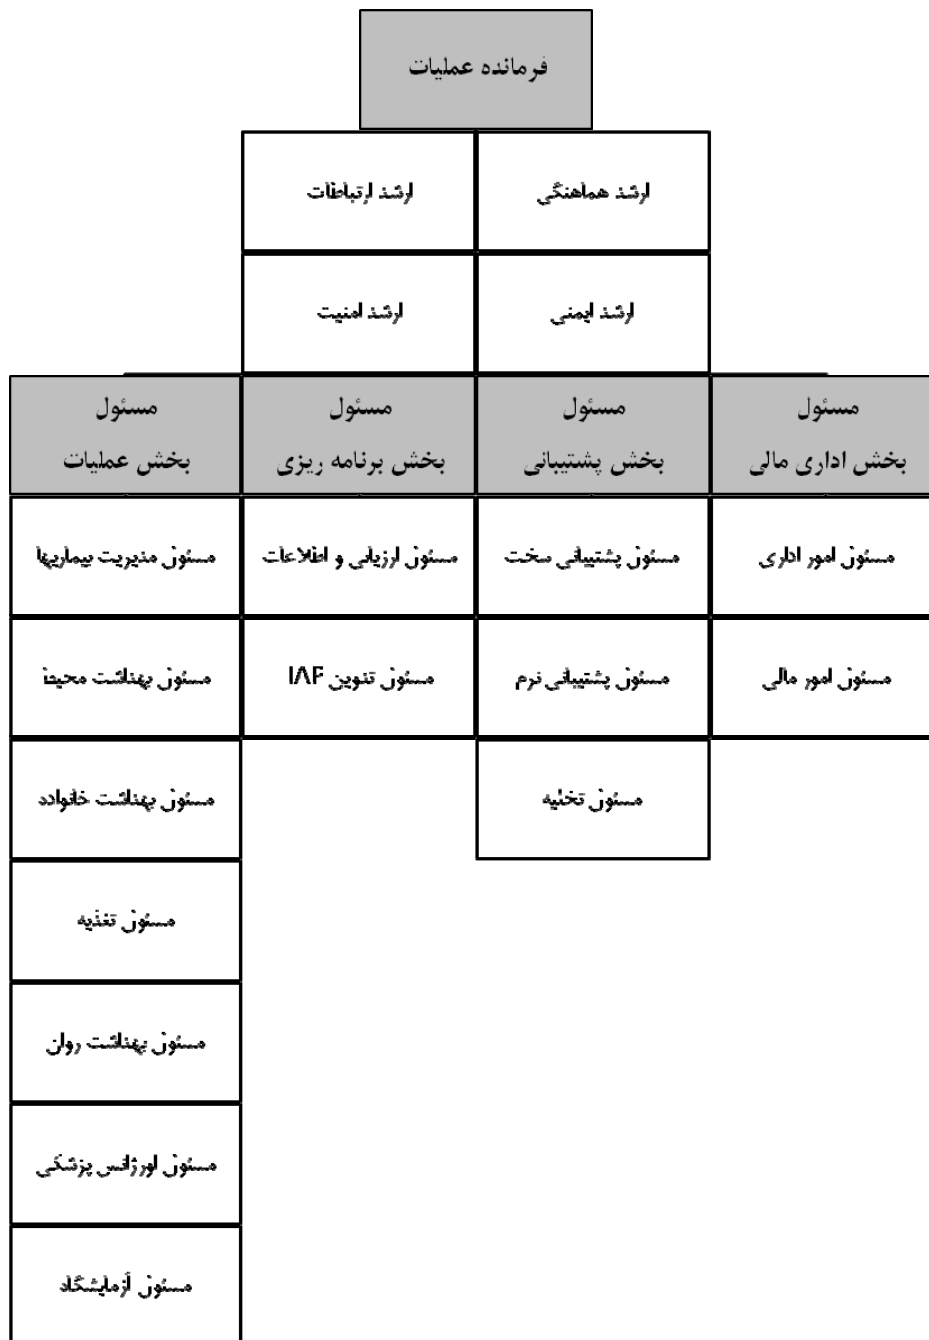 فرمانده عملیات
ارشد هماهنگی
ارشد ارتباطات
ارشد ایمنی
ارشد امنیت
مسئول
بخش اداری مالی
مسئول
بخش پشتیبانی
مسئول
بخش برنامه ریزی
مسئول
بخش عملیات
مسئول امور اداری
مسئول پشتیبانی سخت
مسئول ارزیابی و اطلاعات
مسئول مدیریت بیماریها
مسئول امور مالی
مسئول پشتیبانی نرم
مسئول تدوین IAP
مسئول بهداشت محیط
مسئول تخلیه
مسئول بهداشت خانواده
مسئول تغذیه
مسئول بهداشت روان
مسئول اورژانس پزشکی
مسئول آزمایشگاه